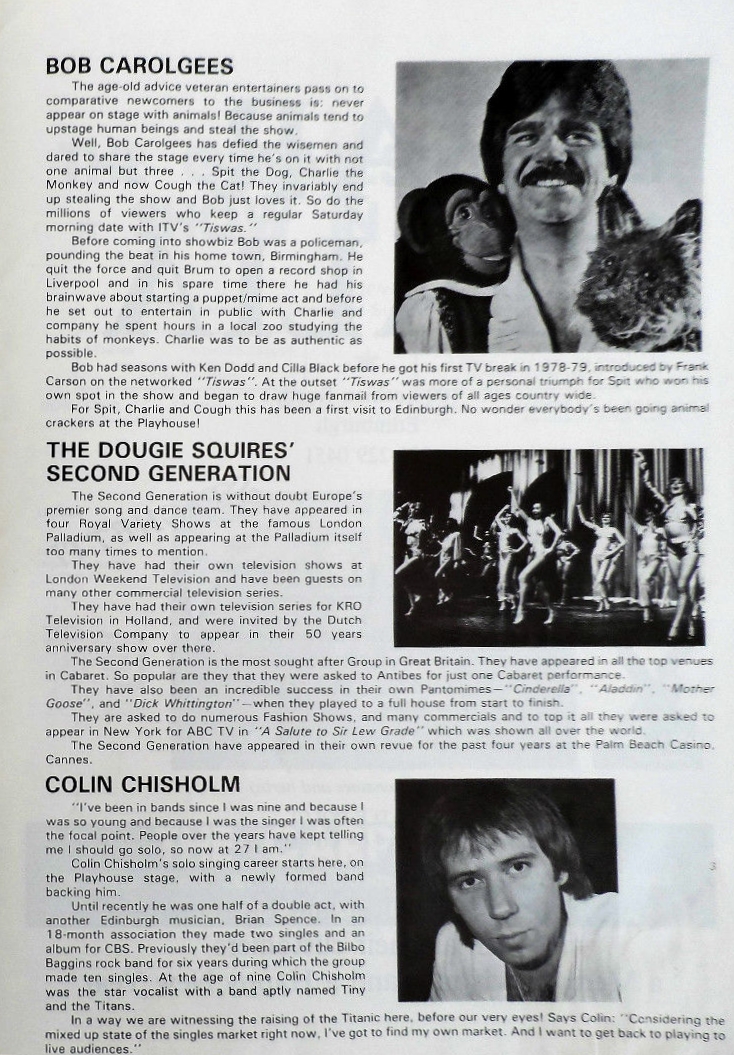 BOB CAROLGEES
The age-old advice veteran entertainers pass on to
comparative newcomers to the business is: never
appear on stage with animals! Because animals tend to
upstage human beings and steal the show.
Well, Bob Carolgees has defied the wisemen and
dared to share the stage every time he's on it with not
one animal but three . . . Spit the Dog, Charlie the
Monkey and now Cough the Cat! They invariably end
up stealing the show and Bob just loves it. So do the
millions of viewers who keep a regular Saturday
morning date with ITV's "Tiswas."
Before coming into showbiz Bob was a policeman,
pounding the beat in his home town, Birmingham. He
quit the force and quit Brum to open a record shop in
Liverpool and in his spare time there he had his
brainwave about starting a puppet/mime act and before
he set out to entertain in public with Charlie and
company he spent hours in a local zoo studying the
habits of monkeys. Charlie was to be as authentic as
possible.
Bob had seasons with Ken Dodd and Cilla Black before he got his first TV break in 1978-79, introduced by Frank
Carson on the networked "Tiswas". At the outset "Tiswas" was more of a personal triumph for Spit who won his
own spot in the show and began to draw huge fanmail from viewers of all ages country wide.
For Spit, Charlie and Cough this has been a first visit to Edinburgh. No wonder everybody's been going animal
crackers at the Playhouse!
THE DOUGIE SQUIRES'
SECOND GENERATION
The Second Generation is without doubt Europe's
premier song and dance team. They have appeared in
four Royal Variety Shows at the famous London
Palladium, as well as appearing at the Palladium itself
too many times to mention.
They have had their own television shows at
London Weekend Television and have been guests on
many other commercial television series.
They have had their own television series for KRO
Television in Holland, and were invited by the Dutch
Television Company to appear in their 50 years
anniversary show over there.
The Second Generation is the most sought after Group in Great Britain. They have appeared in all the top venues
in Cabaret. So popular are they that they were asked to Antibes for just one Cabaret performance.
They have also been an incredible success in their own Pantomimes—"Cinderella", "Aladdin", "Mother
Goose", and "Dick Whittington"—when they played to a full house from start to finish.
They are asked to do numerous Fashion Shows, and many commercials and to top it all they were asked to
appear in New York for ABC TV in "A Salute to Sir Lew Grade" which was shown all over the world.
The Second Generation have appeared in their own revue for the past four years at the Palm Beach Casino,
Cannes.
COLIN CHISHOLM
"I've been in bands since I was nine and because I
was so young and because I was the singer I was often
the focal point. People over the years have kept telling
me I should go solo, so now at 27 I am."
Colin Chisholm's solo singing career starts here, on
the Playhouse stage, with a newly formed band
backing him.
Until recently he was one half of a double act, with
another Edinburgh musician, Brian Spence. In an
18-month association they made two singles and an
album for CBS. Previously they'd been part of the Bilbo
Baggins rock band for six years during which the group
made ten singles. At the age of nine Colin Chisholm
was the star vocalist with a band aptly named Tiny
and the Titans.
In a way we are witnessing the raising of the Titanic here, before our very eyes! Says Colin: "Considering the
mixed up state of the singles market right now, I've got to find my own market. And I want to get back to playing to
live audiences."